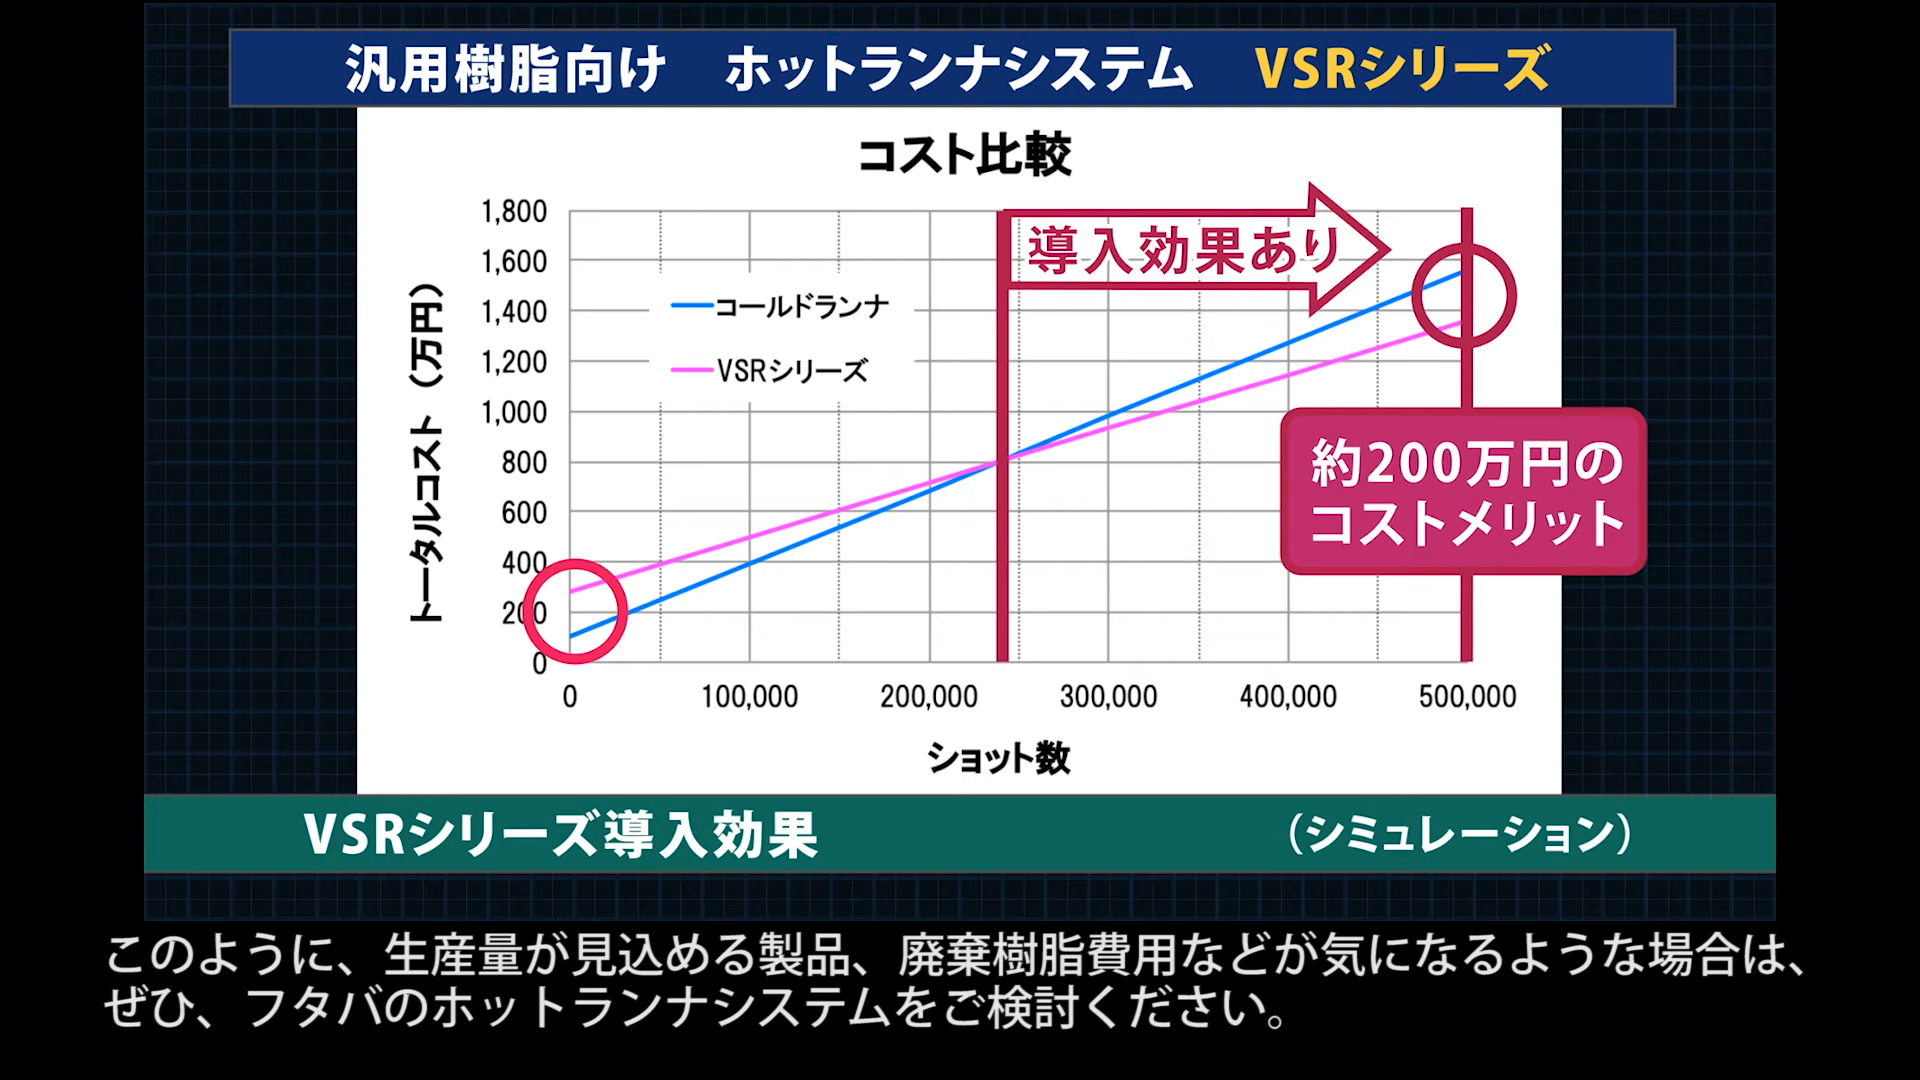 汎用樹脂向け ホットランナシステム VSRシリーズ
コスト比較
トータルコスト（万円）
1,800
1,600
1,400
1,200
1,000
800
600
400
200
0
コールドランナ
VSRシリーズ
導入効果あり
約200万円の
コストメリット
0 100,000 200,000 300,000 400,000 500,000
ショット数
VSRシリーズ導入効果 （シミュレーション）
このように、生産量が見込める製品、廃棄樹脂費用などが気になるような場合は、
ぜひ、フタバのホットランナシステムをご検討ください。